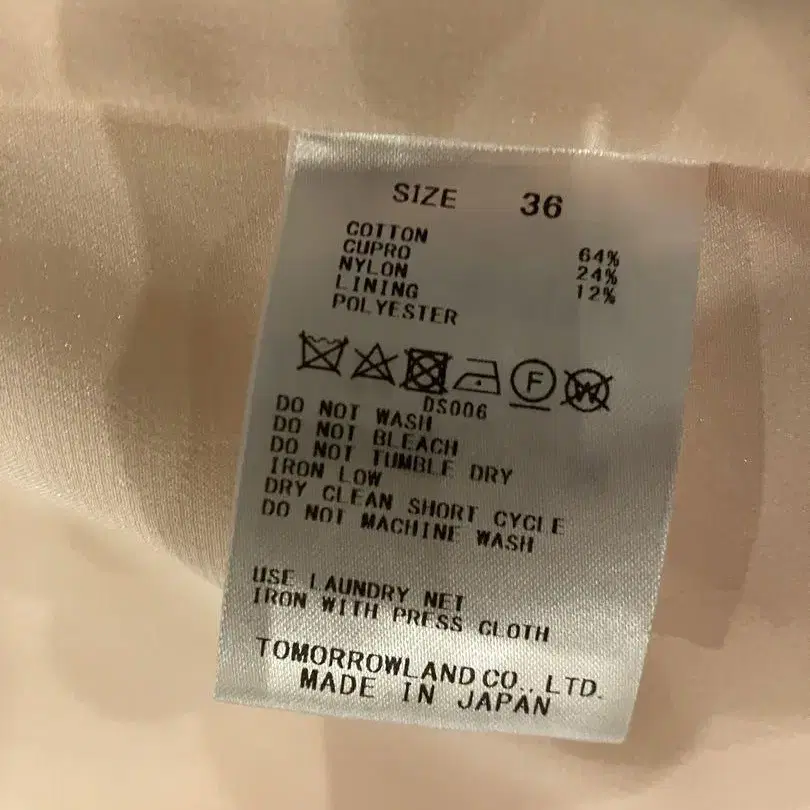 SIZE 36
COTTON 64%
CUPRO 24%
NYLON 12%
LINING
POLYESTER
F W
DS006
DO NOT WASH
DO NOT BLEACH
DO NOT TUMBLE DRY
IRON LOW
DRY CLEAN SHORT CYCLE
DO NOT MACHINE WASH
USE LAUNDRY NET
IRON WITH PRESS CLOTH
TOMORROWLAND CO., LTD.
MADE IN JAPAN